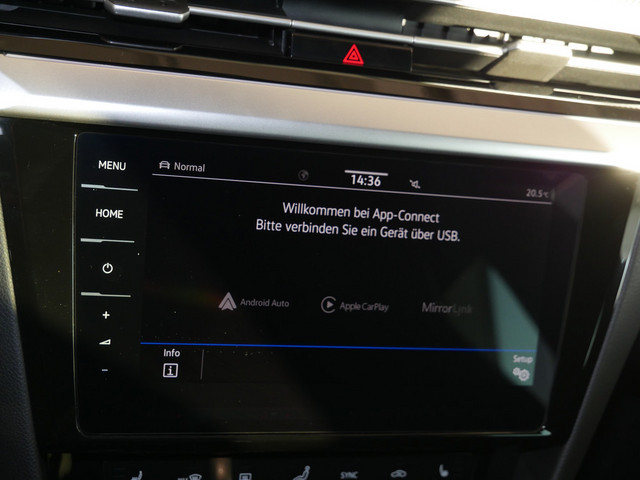 MENU
Normal
14:36
20.5°C
HOME
Willkommen bei App-Connect
Bitte verbinden Sie ein Gerät über USB.
+
-
Android Auto
Apple CarPlay
MirrorLink
Info
i
Setup
SYNC